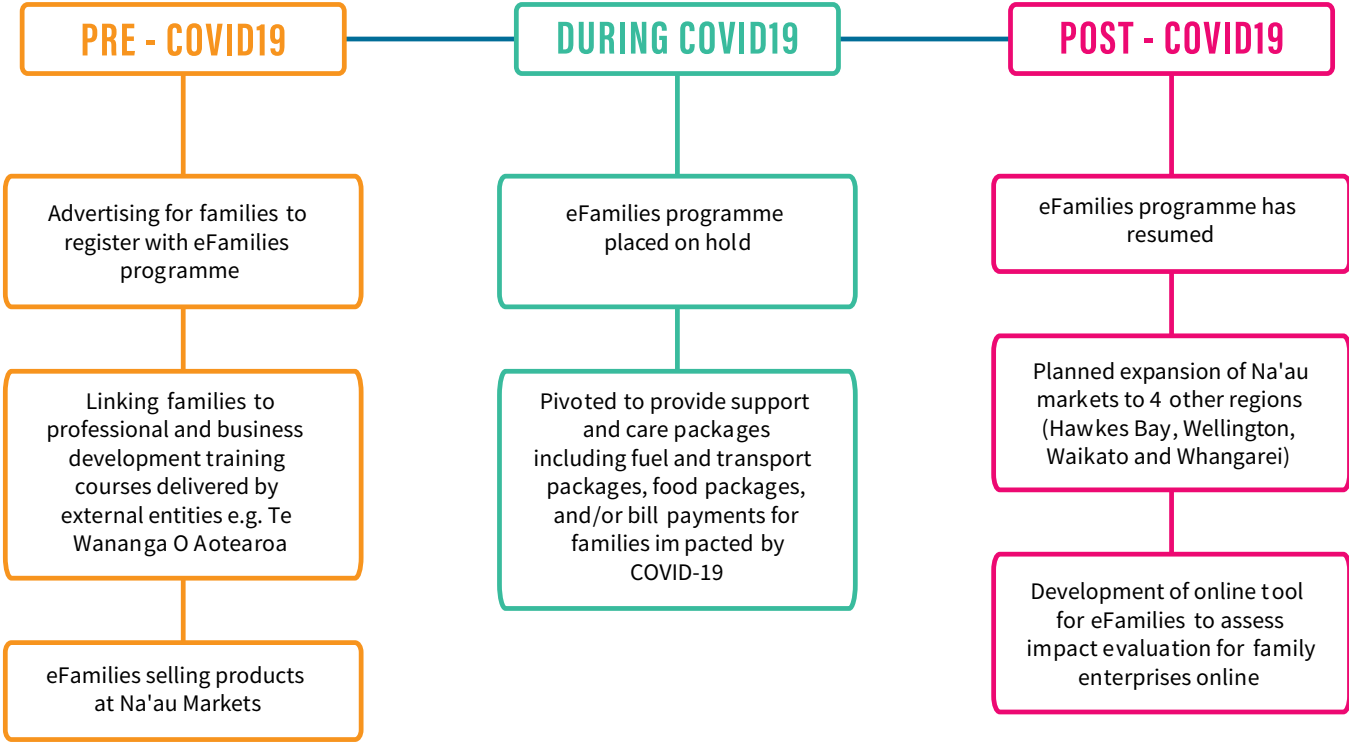 PRE - COVID19
Advertising for families to
register with eFamilies
programme
Linking families to
professional and business
development training
courses delivered by
external entities e.g. Te
Wananga O Aotearoa
eFamilies selling products
at Na'au Markets
DURING COVID19
eFamilies programme
placed on hold
Pivoted to provide support
and care packages
including fuel and transport
packages, food packages,
and/or bill payments for
families impacted by
COVID-19
POST - COVID19
eFamilies programme has
resumed
Planned expansion of Na'au
markets to 4 other regions
(Hawkes Bay, Wellington,
Waikato and Whangarei)
Development of online tool
for eFamilies to assess
impact evaluation for family
enterprises online